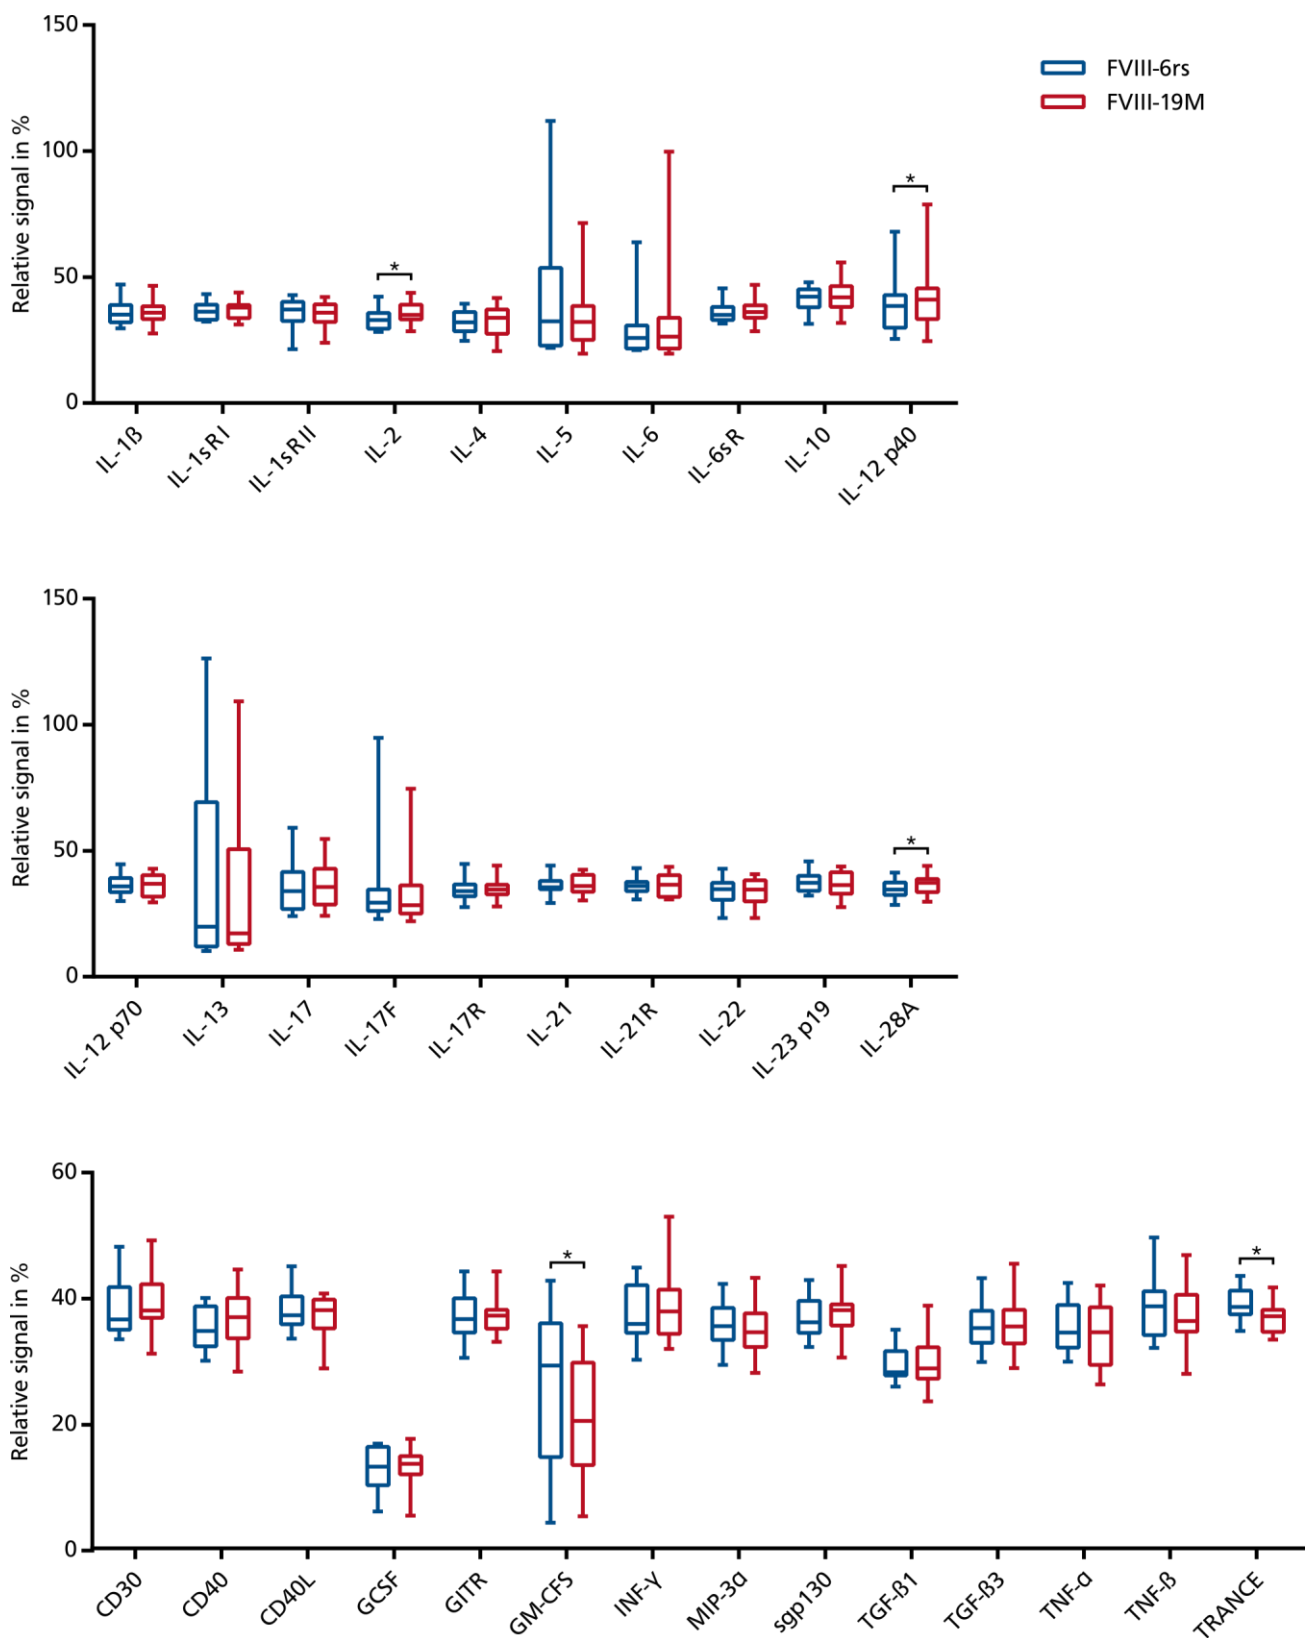 150
FVIII-6rs
FVIII-19M
Relative signal in %
100
*
*
50
0
IL-1ß
IL-1sR I
IL-1sR II
IL-2
IL-4
IL-5
IL-6
IL-6sR
IL-10
IL-12 p40
150
Relative signal in %
100
*
50
0
IL-12 p70
IL-13
IL-17
IL-17F
IL-17R
IL-21
IL-21R
IL-22
IL-23 p19
IL-28A
60
Relative signal in %
*
*
40
20
0
CD30
CD40
CD40L
GCSF
GITR
GM-CFS
INF-γ
MIP-3α
sgp130
TGF-ß1
TGF-ß3
TNF-α
TNF-ß
TRANCE